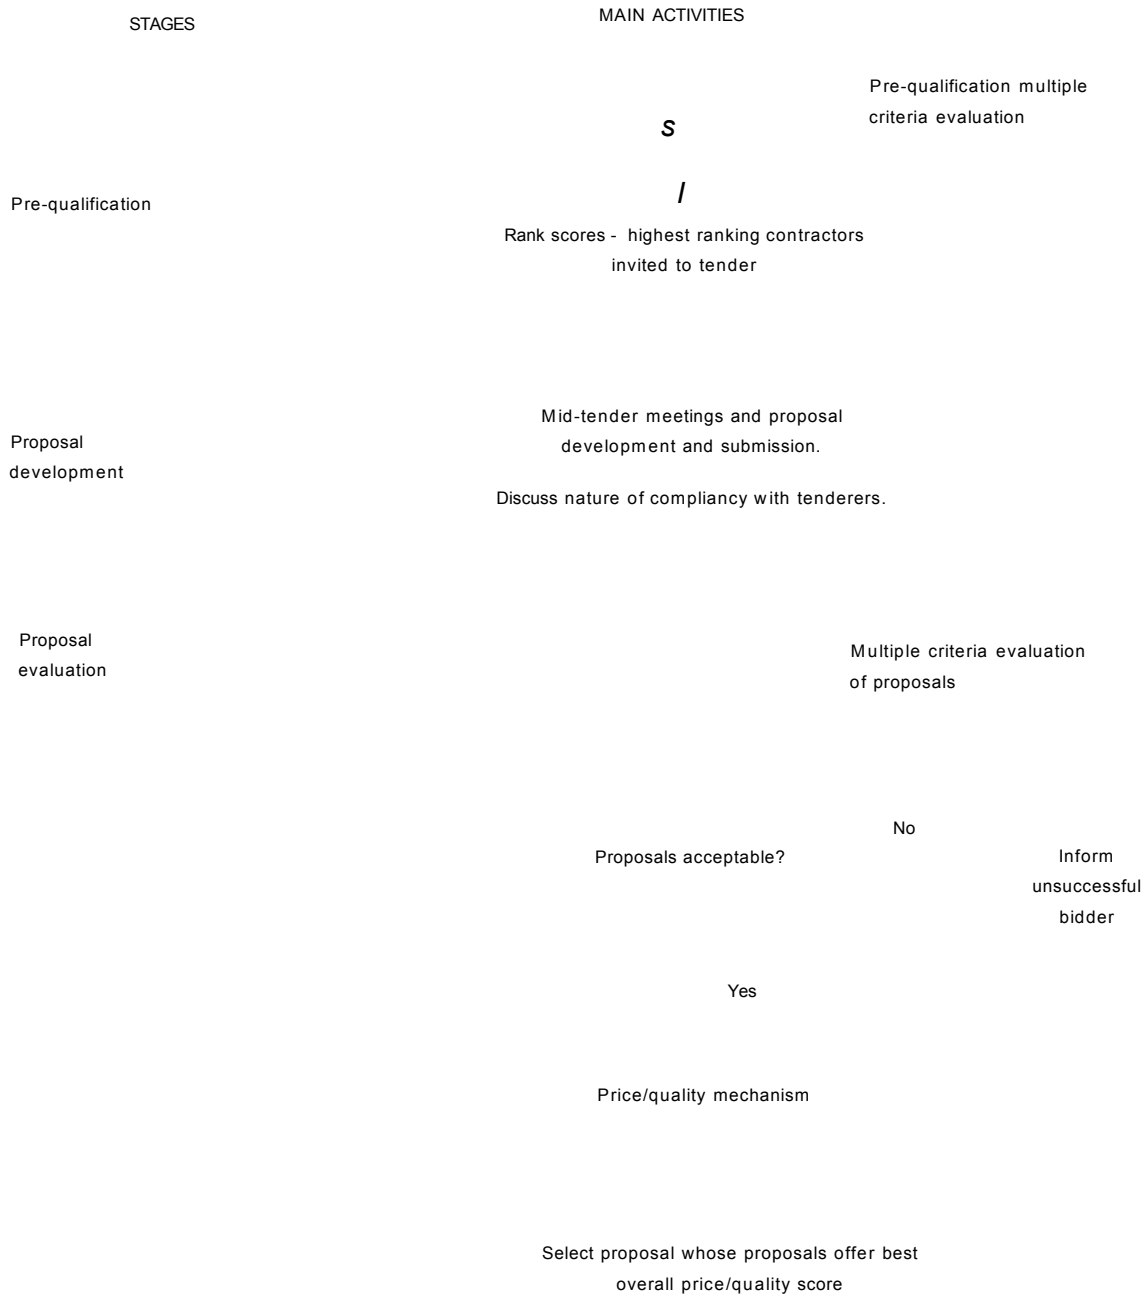 STAGES
MAIN ACTIVITIES
Pre-qualification multiple
criteria evaluation
s
/
Pre-qualification
Rank scores - highest ranking contractors
invited to tender
Mid-tender meetings and proposal
development and submission.
Proposal
development
Discuss nature of compliancy with tenderers.
Proposal
evaluation
Multiple criteria evaluation
of proposals
No
Proposals acceptable?
Inform
unsuccessful
bidder
Yes
Price/quality mechanism
Select proposal whose proposals offer best
overall price/quality score